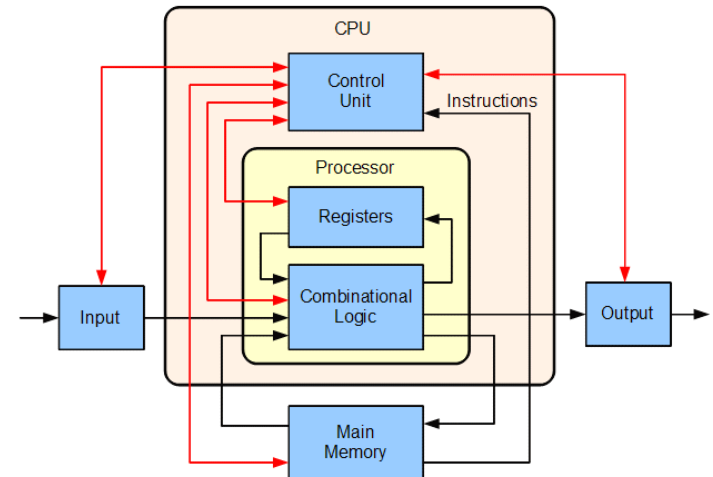 CPU
Control
Unit
Instructions
Processor
Registers
Combinational
Logic
Input
Output
Main
Memory